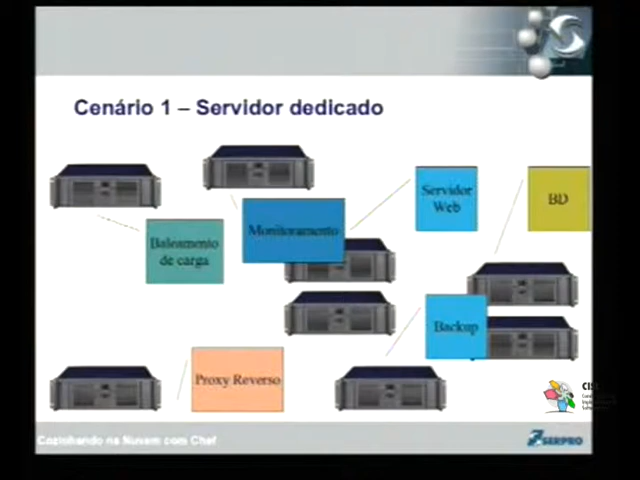 Cenário 1 – Servidor dedicado
Servidor
Web
BD
Monitoramento
Baleamento
de carga
Backup
Proxy Reverso
Cozinhando na Nuvem com Chef
SERPRO